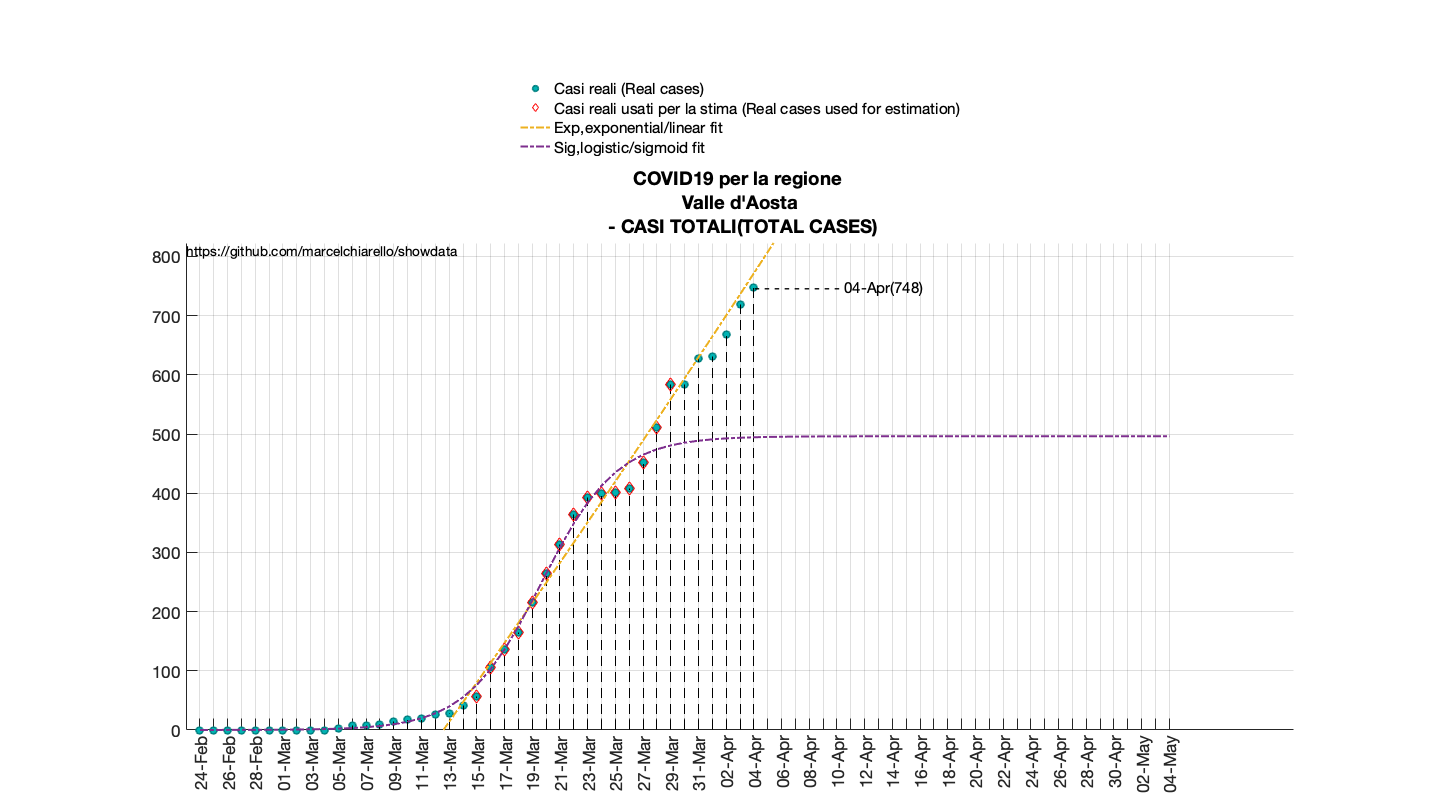 Casi reali (Real cases)
Casi reali usati per la stima (Real cases used for estimation)
Exp,exponential/linear fit
Sig,logistic/sigmoid fit
COVID19 per la regione
Valle d'Aosta
- CASI TOTALI(TOTAL CASES)
https://github.com/marcelchiarello/showdata
800
700
600
500
400
300
200
100
0
04-Apr(748)
24-Feb
26-Feb
28-Feb
01-Mar
03-Mar
05-Mar
07-Mar
09-Mar
11-Mar
13-Mar
15-Mar
17-Mar
19-Mar
21-Mar
23-Mar
25-Mar
27-Mar
29-Mar
31-Mar
02-Apr
04-Apr
06-Apr
08-Apr
10-Apr
12-Apr
14-Apr
16-Apr
18-Apr
20-Apr
22-Apr
24-Apr
26-Apr
28-Apr
30-Apr
02-May
04-May